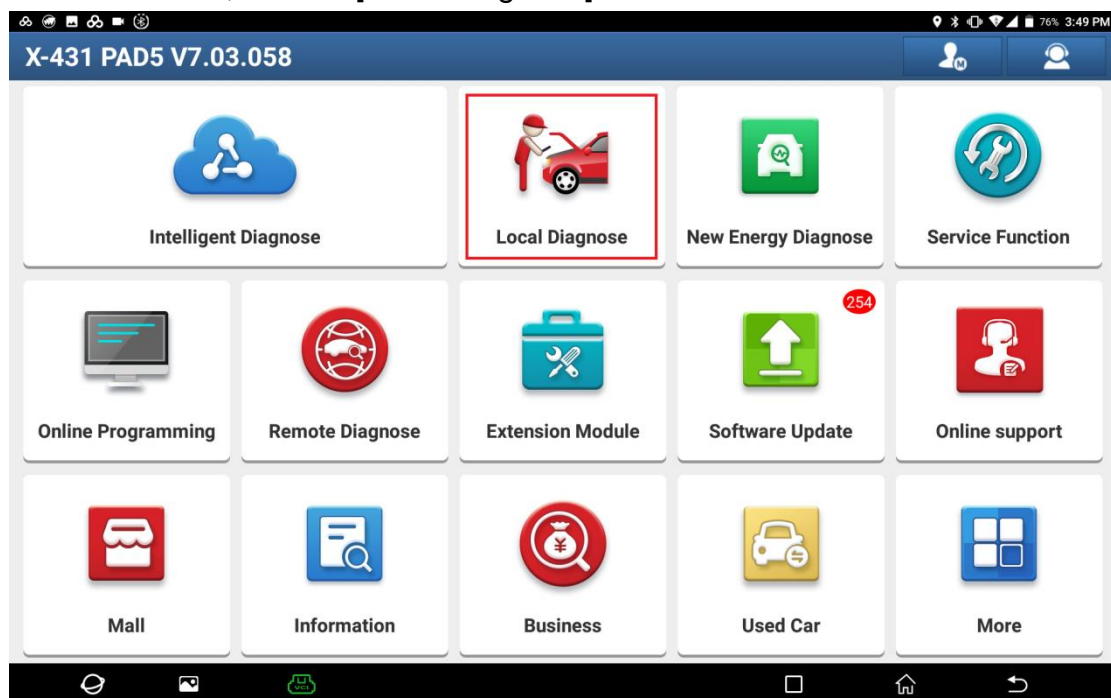 76% 3:49 PM
X-431 PAD5 V7.03.058
M
Intelligent Diagnose
Local Diagnose
New Energy Diagnose
Service Function
254
Online Programming
Remote Diagnose
Extension Module
Software Update
Online support
Mall
Information
Business
Used Car
More
VCI